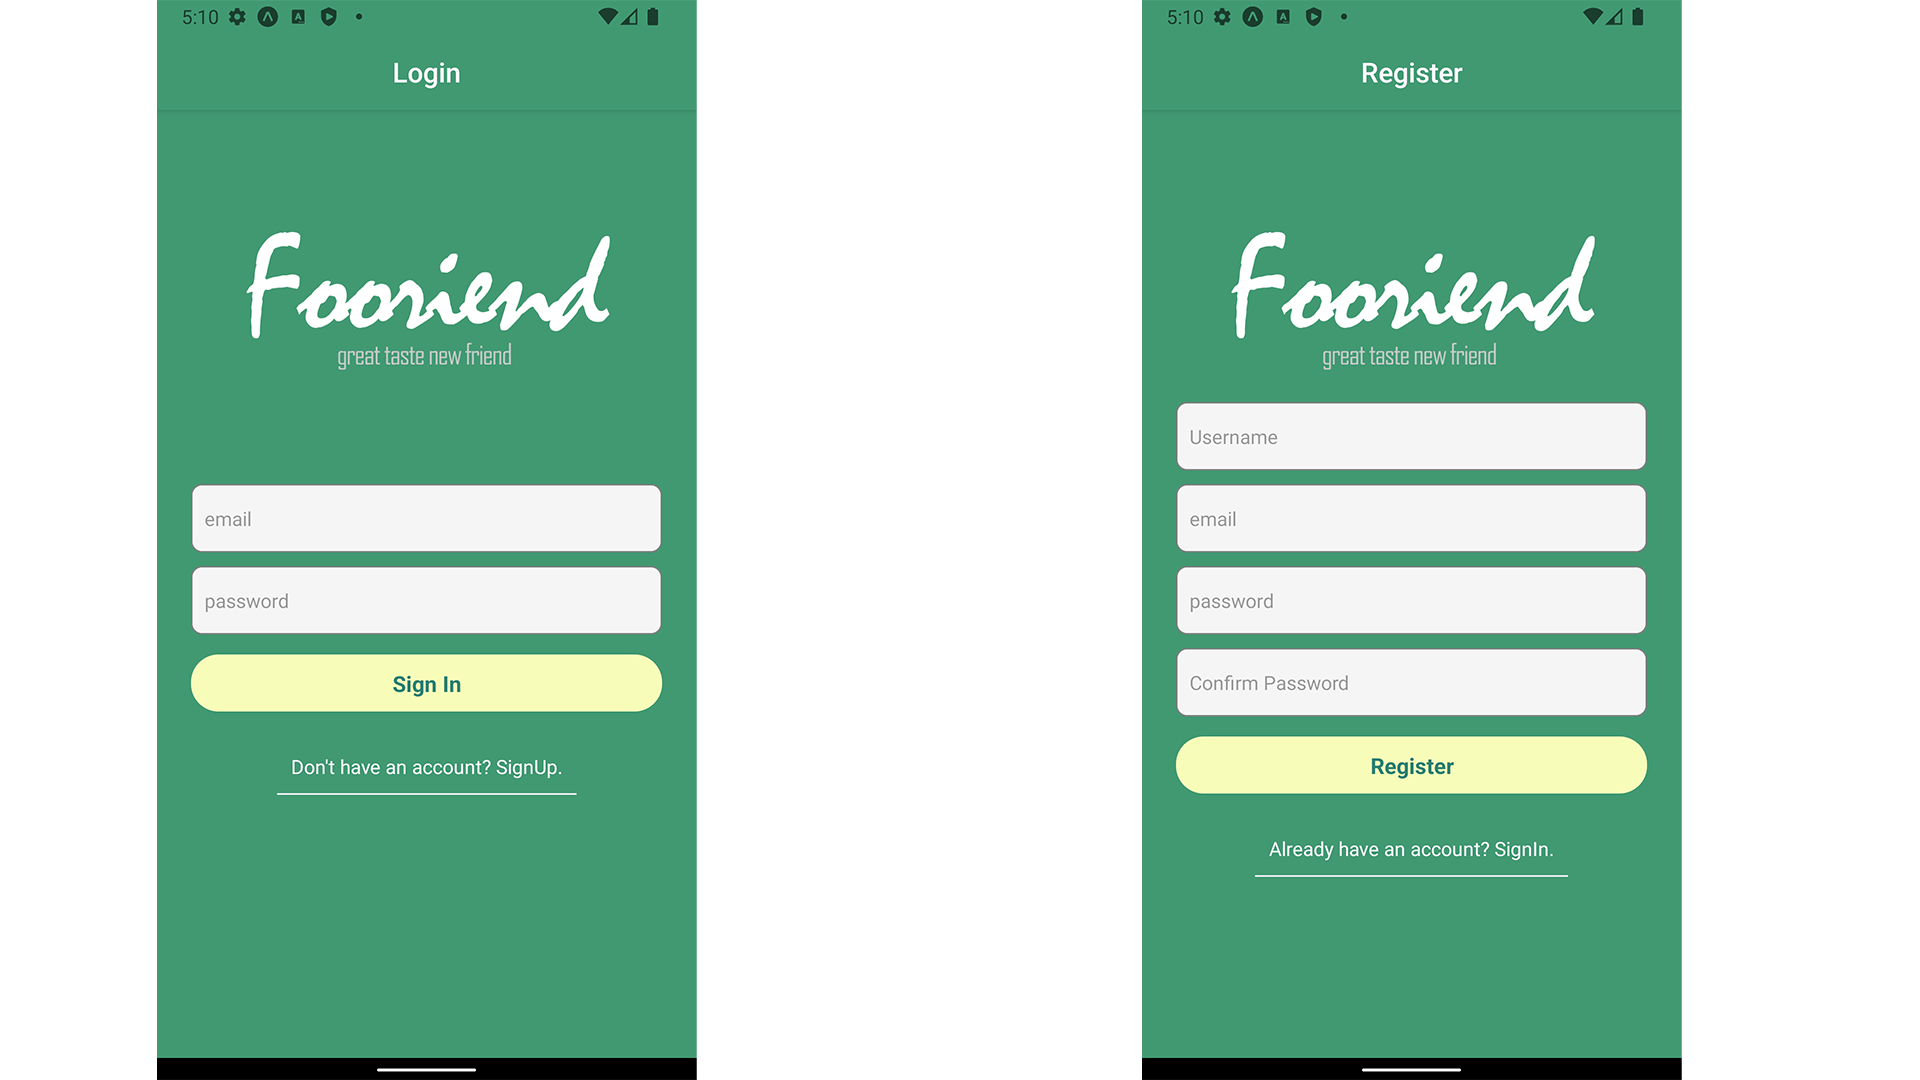 5:10
Login
Fooriend
great taste new friend
email
password
Sign In
Don't have an account? SignUp.
5:10
Register
Fooriend
great taste new friend
Username
email
password
Confirm Password
Register
Already have an account? SignIn.